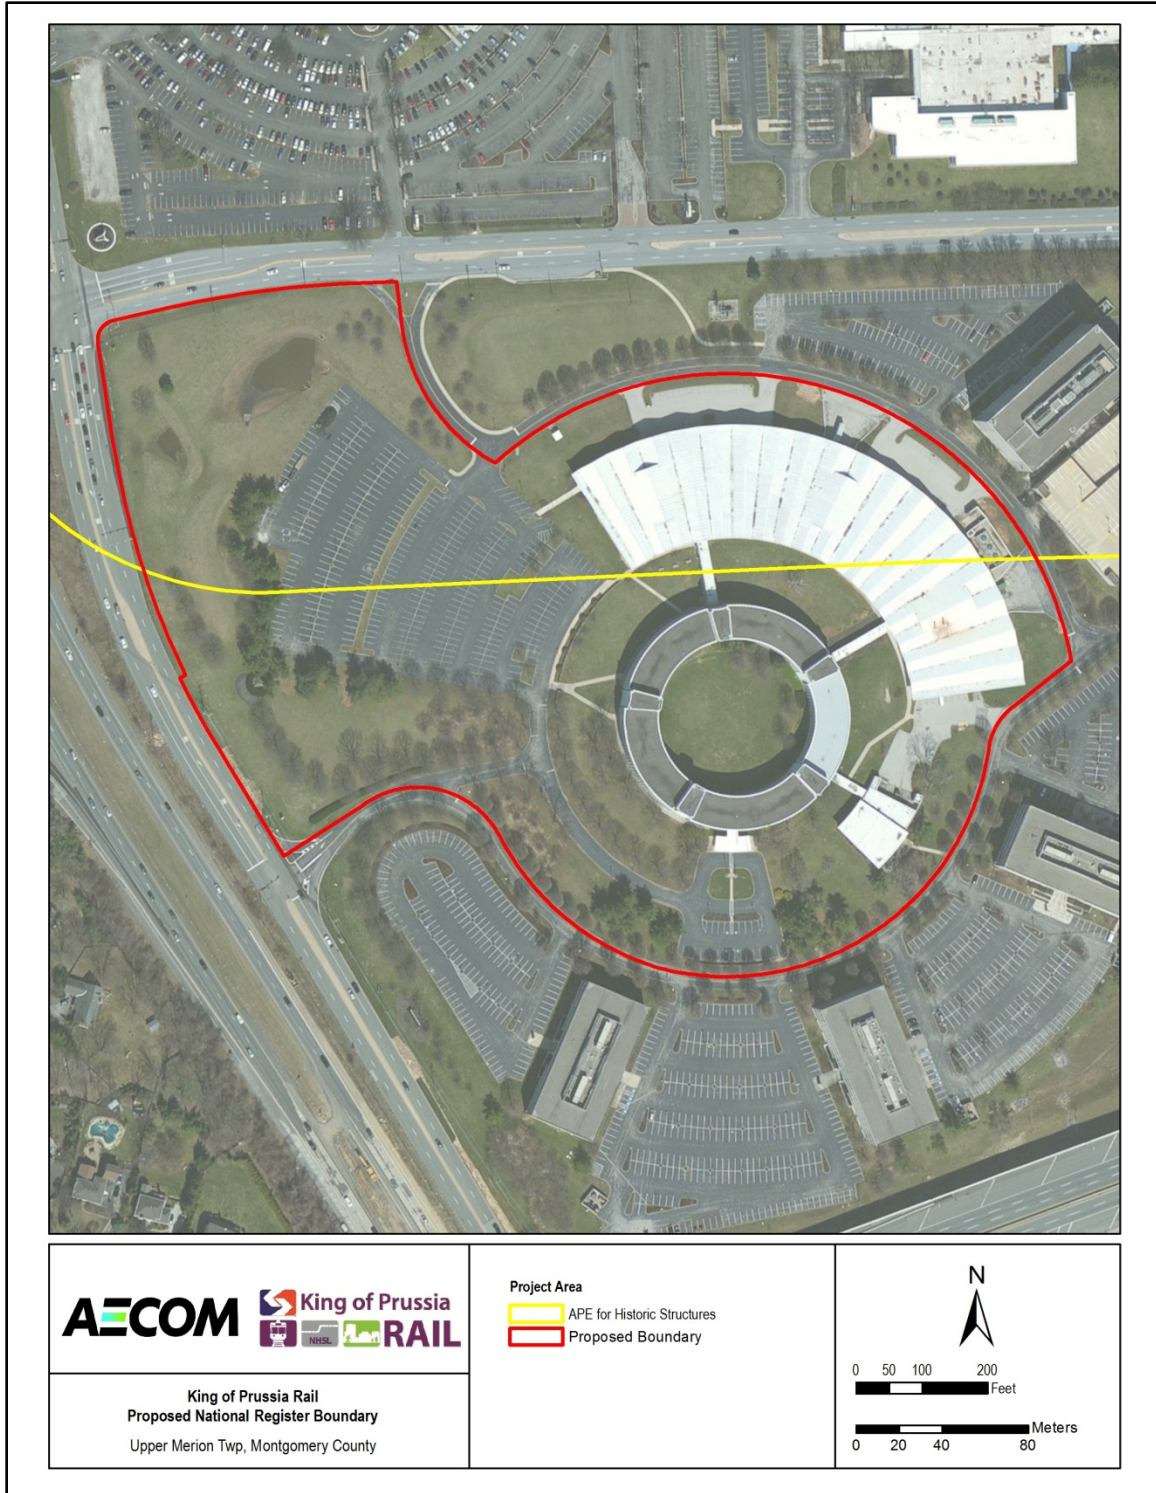 AECOM
King of Prussia
NHSL
RAIL
King of Prussia Rail
Proposed National Register Boundary
Upper Merion Twp, Montgomery County
Project Area
APE for Historic Structures
Proposed Boundary
N
0 50 100 200
Feet
Meters
0 20 40 80